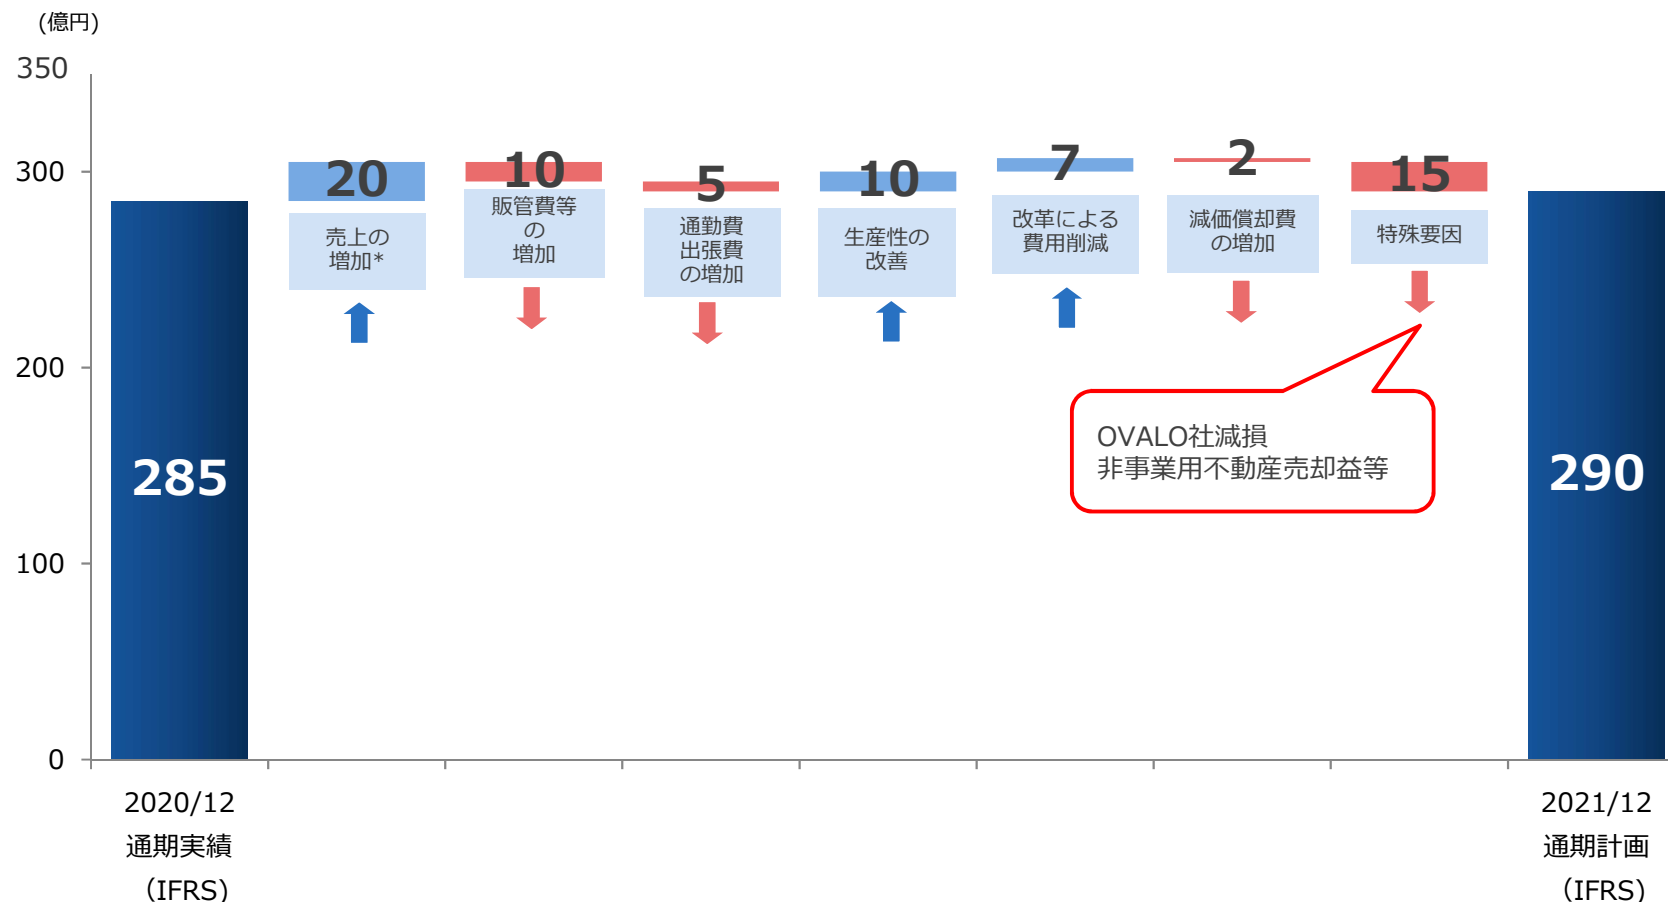 (億円)
350
300
200
100
0
285
20
売上の
増加*
10
販管費等
の
増加
5
通勤費
出張費
の増加
10
生産性の
改善
7
改革による
費用削減
2
減価償却費
の増加
15
特殊要因
OVALO社減損
非事業用不動産売却益等
290
2020/12
通期実績
（IFRS)
2021/12
通期計画
（IFRS)